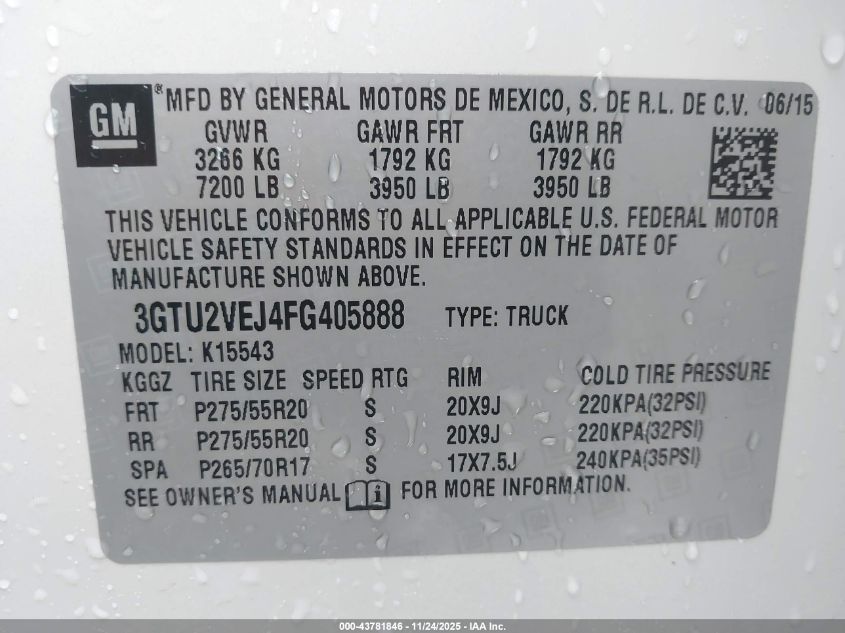 GM ® MFD BY GENERAL MOTORS DE MEXICO, S. DE R.L. DE C.V. 06/15
GVWR GAWR FRT GAWR RR
3266 KG 1792 KG 1792 KG
7200 LB 3950 LB 3950 LB
THIS VEHICLE CONFORMS TO ALL APPLICABLE U.S. FEDERAL MOTOR
VEHICLE SAFETY STANDARDS IN EFFECT ON THE DATE OF
MANUFACTURE SHOWN ABOVE.
3GTU2VEJ4FG405888 TYPE: TRUCK
MODEL: K15543
KGGZ TIRE SIZE SPEED RTG RIM COLD TIRE PRESSURE
FRT P275/55R20 S 20X9J 220KPA(32PSI)
RR P275/55R20 S 20X9J 220KPA(32PSI)
SPA P265/70R17 S 17X7.5J 240KPA(35PSI)
SEE OWNER'S MANUAL i FOR MORE INFORMATION.
000-43781846 - 11/24/2025 - IAA Inc.